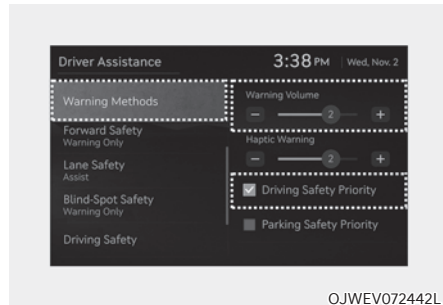 Driver Assistance
3:38 PM Wed, Nov. 2
Warning Methods
Forward Safety
Warning Only
Lane Safety
Assist
Blind-Spot Safety
Warning Only
Driving Safety
Warning Volume
2
Haptic Warning
2
Driving Safety Priority
Parking Safety Priority
OJWEV072442L